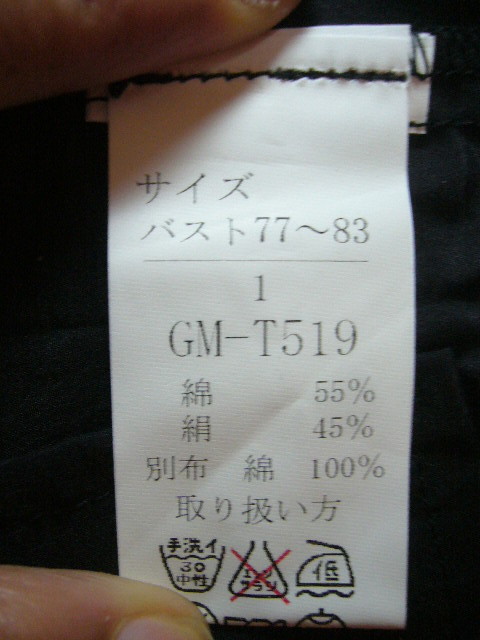 サイズ
バスト77〜83
1
GM-T519
綿 55%
絹 45%
別布 綿 100%
取り扱い方
手洗イ
30
中性
低